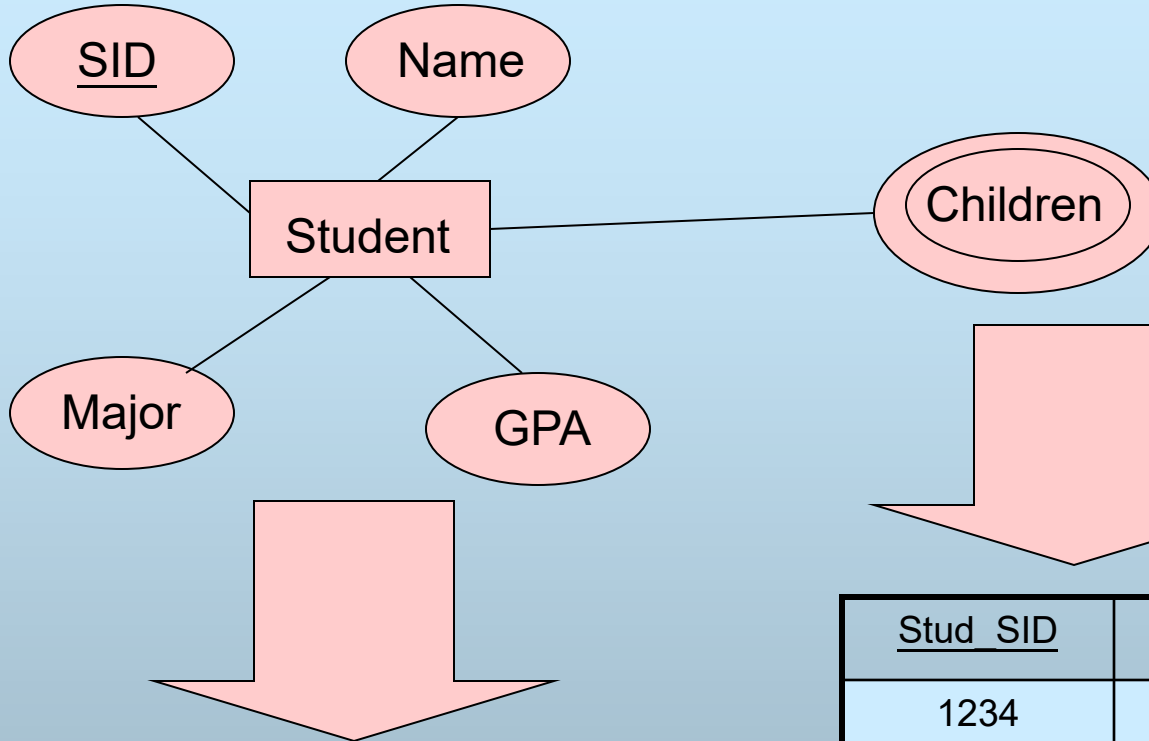 SID
Name
Children
Student
Major
GPA
Stud_SID
1234